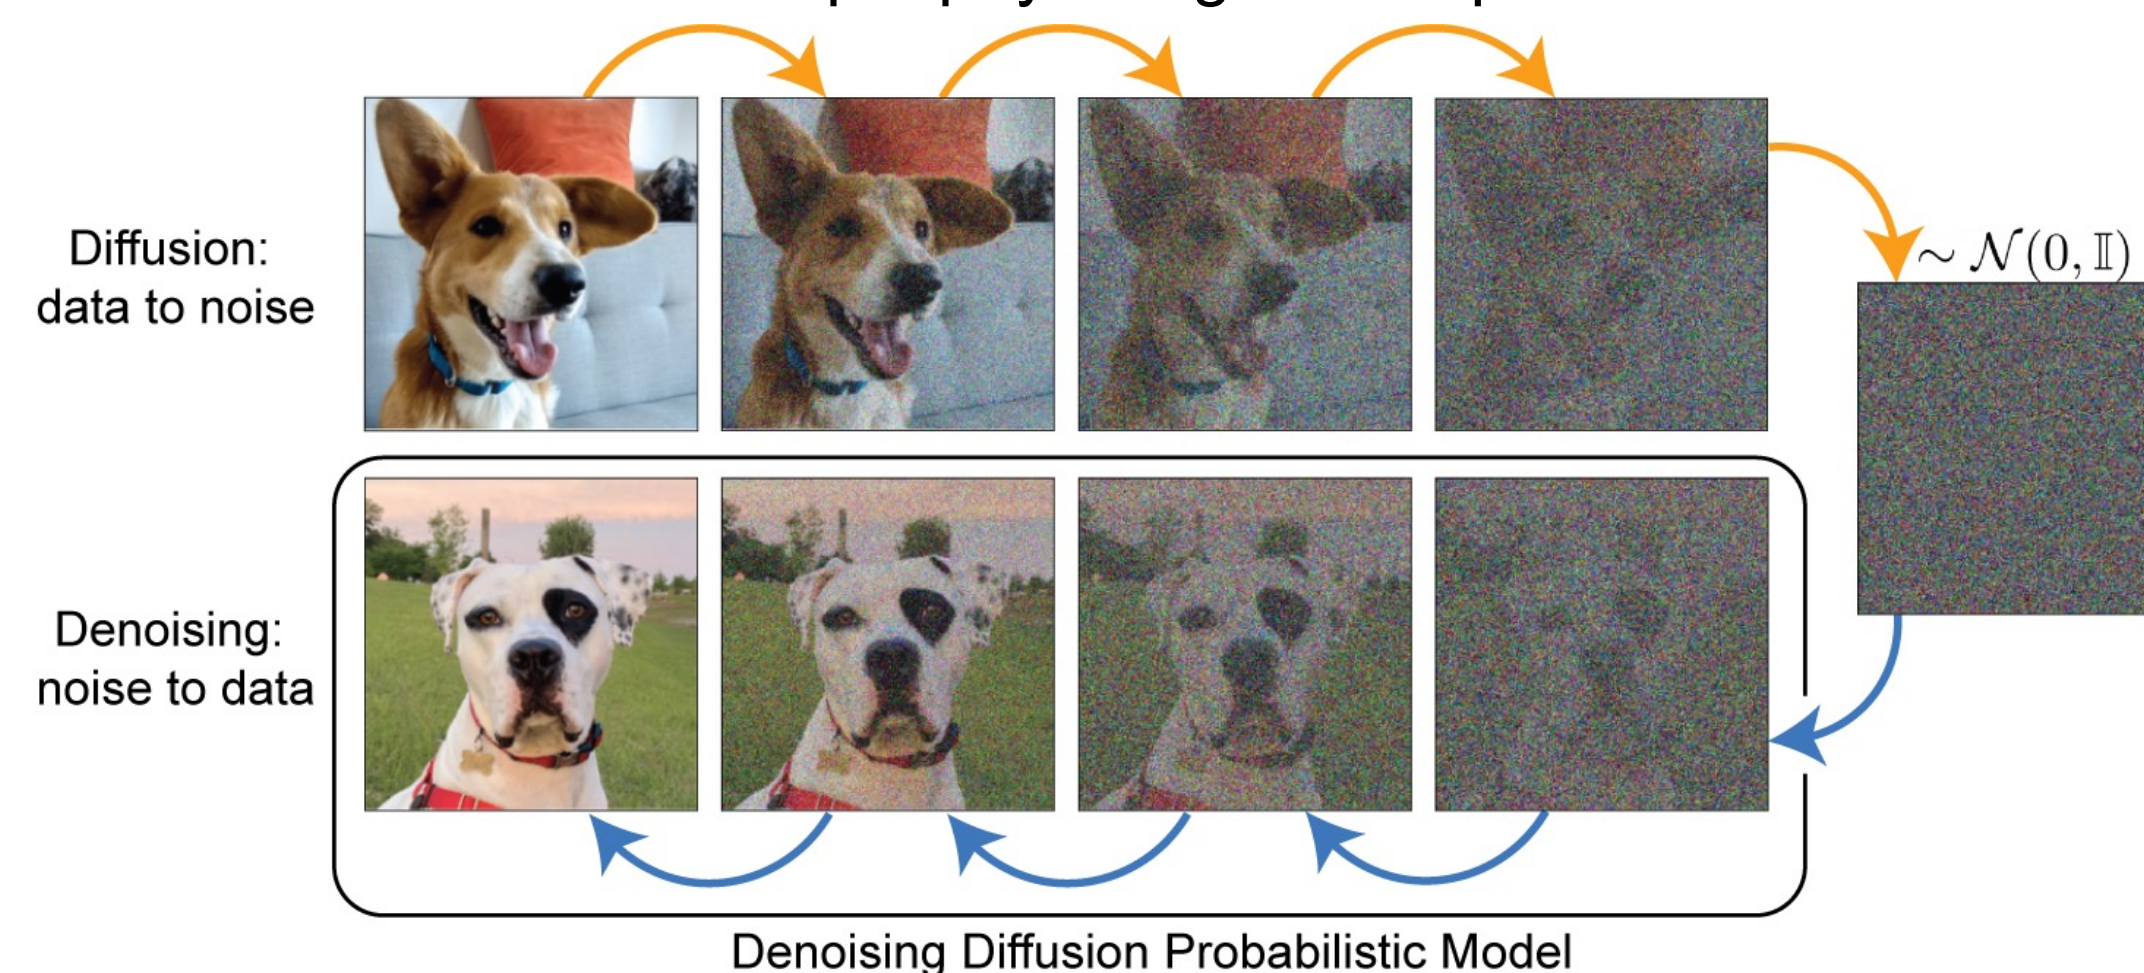 Diffusion:
data to noise
∼ 𝒩(0, 𝕀)
Denoising:
noise to data
Denoising Diffusion Probabilistic Model